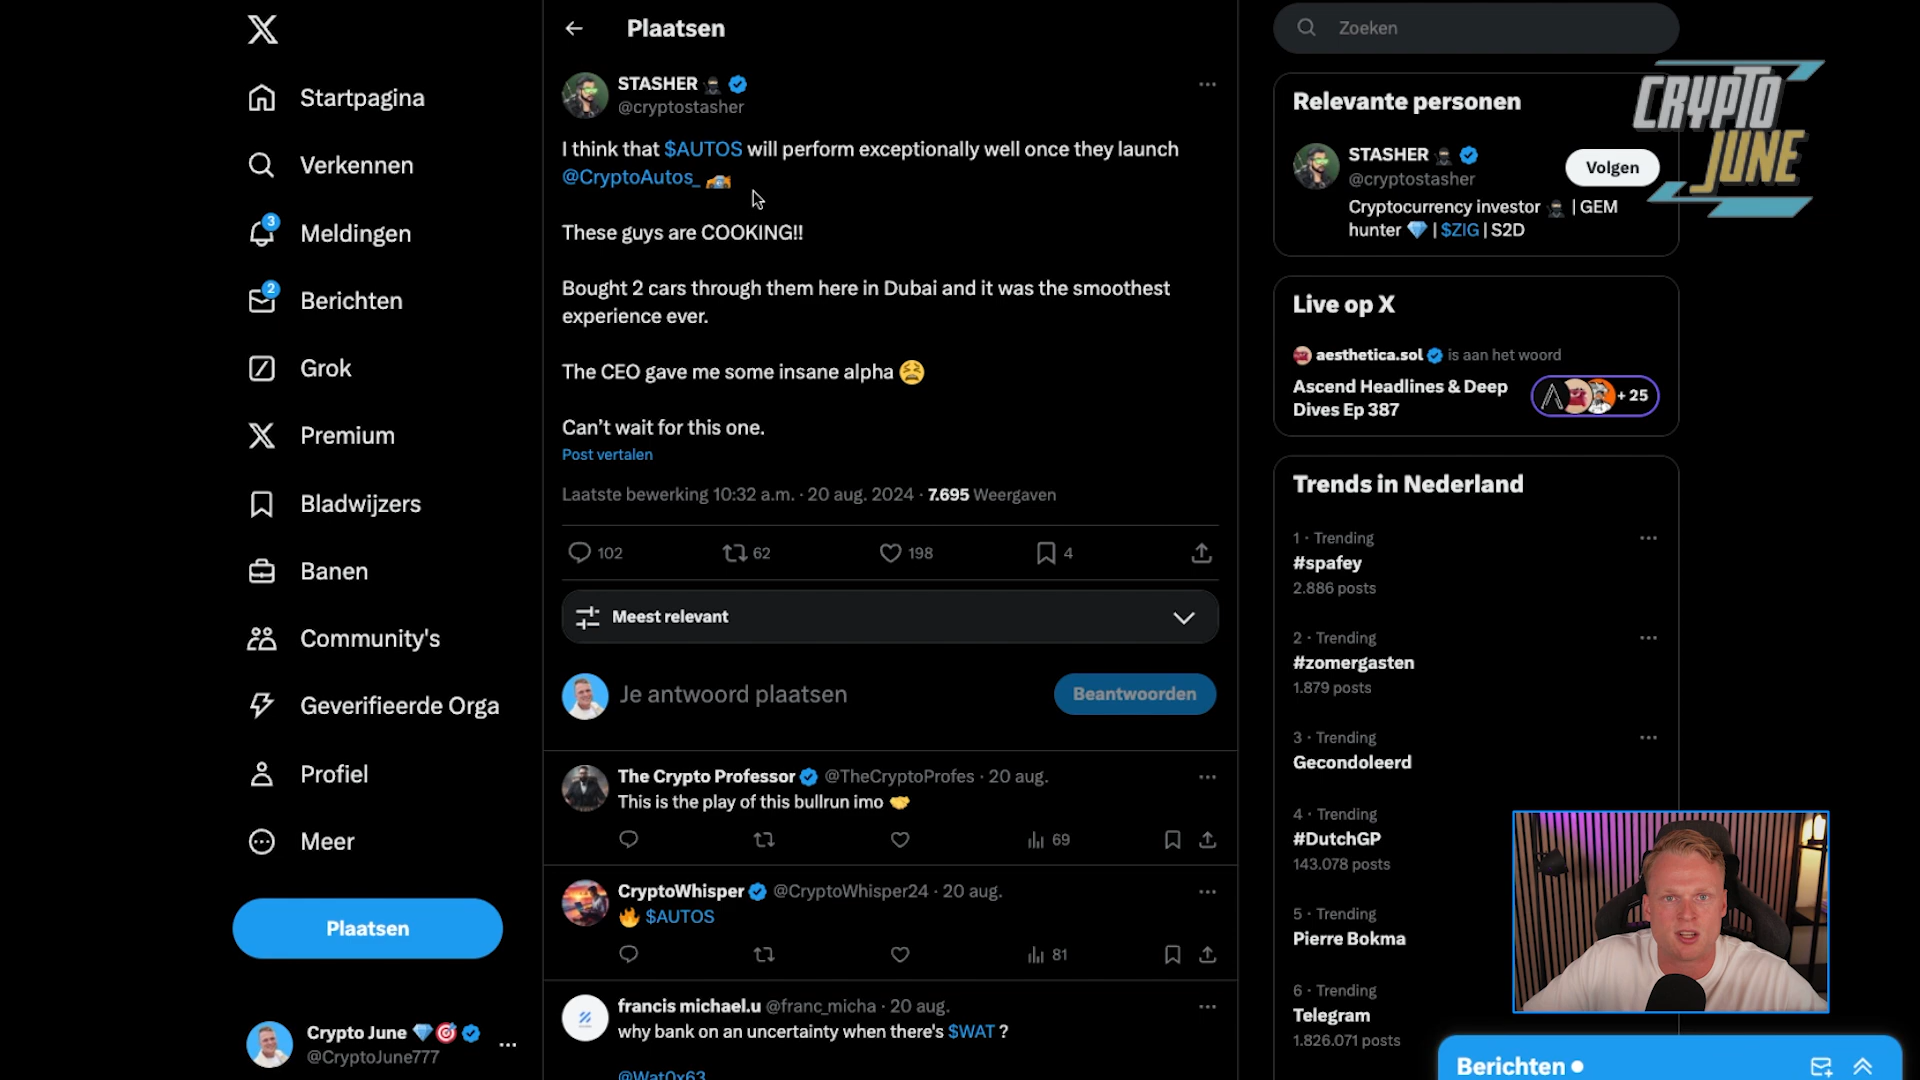 Startpagina
Verkennen
3
Meldingen
2
Berichten
Grok
Premium
Bladwijzers
Banen
Community's
Geverifieerde Orga
Profiel
Meer
Plaatsen
Crypto June
@CryptoJune777
Plaatsen
STASHER
@cryptostasher
I think that $AUTOS will perform exceptionally well once they launch
@CryptoAutos_
These guys are COOKING!!
Bought 2 cars through them here in Dubai and it was the smoothest
experience ever.
The CEO gave me some insane alpha
Can't wait for this one.
Post vertalen
Laatste bewerking 10:32 a.m. · 20 aug. 2024 · 7.695 Weergaven
102 62 198 4
Meest relevant
Je antwoord plaatsen
Beantwoorden
The Crypto Professor @TheCryptoProfes · 20 aug.
This is the play of this bullrun imo
69
CryptoWhisper @CryptoWhisper24 · 20 aug.
$AUTOS
81
francis michael.u @franc_micha · 20 aug.
why bank on an uncertainty when there's $WAT ?
@Wat0x63
Zoeken
CRYPTO
JUNE
Relevante personen
STASHER
@cryptostasher
Volgen
Cryptocurrency investor | GEM
hunter | $ZIG | S2D
Live op X
aesthetica.sol is aan het woord
Ascend Headlines & Deep
Dives Ep 387
+ 25
Trends in Nederland
1 · Trending
#spafey
2.886 posts
2 · Trending
#zomergasten
1.879 posts
3 · Trending
Gecondoleerd
4 · Trending
#DutchGP
143.078 posts
5 · Trending
Pierre Bokma
6 · Trending
Telegram
1.826.071 posts
Berichten